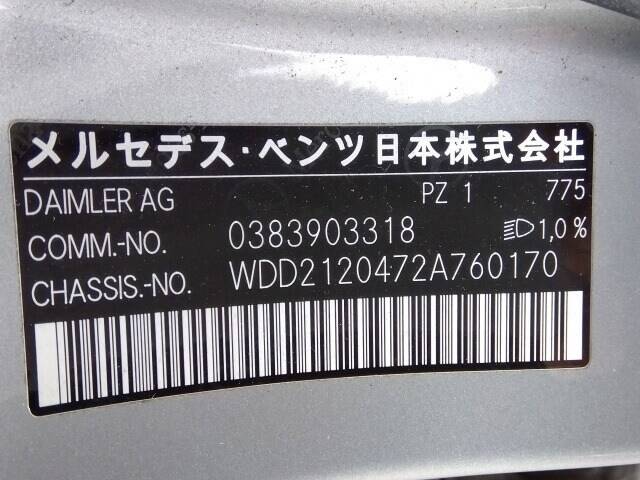 メルセデス・ベンツ日本株式会社
DAIMLER AG PZ 1 775
COMM.-NO. 0383903318 1,0 %
CHASSIS.-NO. WDD2120472A760170